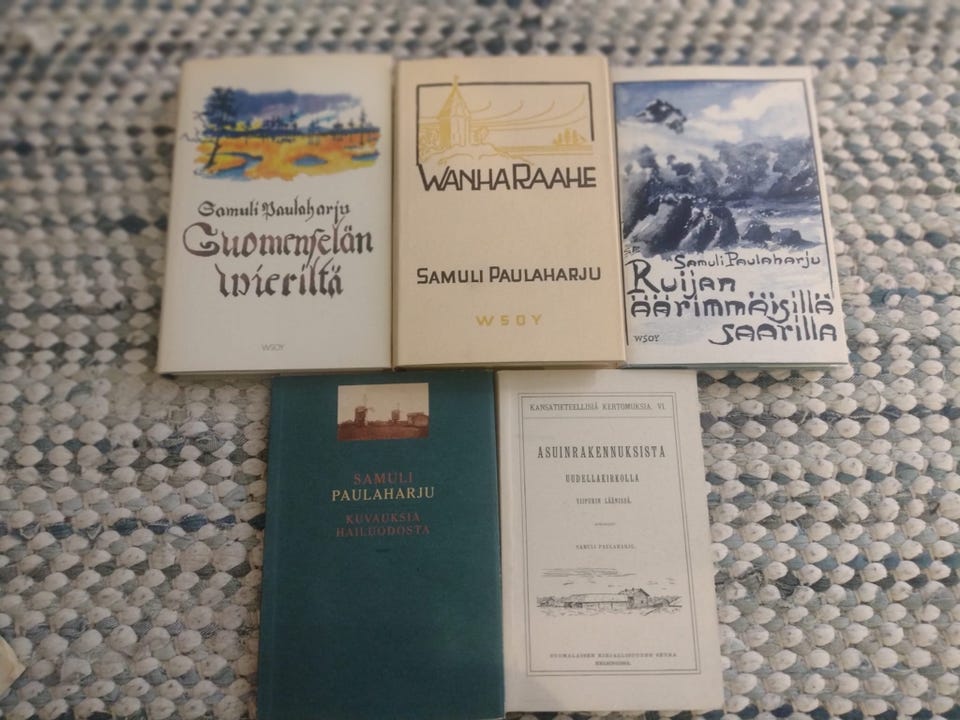 Samuli Paulaharju
Suomenselän
wieriltä
WSOY
WANHA RAAHE
SAMULI PAULAHARJU
WSOY
Samuli Paulaharju
Ruijan
äärimmäisillä
saarilla
WSOY
SAMULI
PAULAHARJU
KUVAUKSIA
HAILUODOSTA
KANSATIETEELLISIÄ KERTOMUKSIA. VI.
ASUINRAKENNUKSISTA
UUDELLAKIRKOLLA
VIIPURIN LÄÄNISSÄ.
SAMULI PAULAHARJU.
SUOMALAISEN KIRJALLISUUDEN SEURA
HELSINGISSÄ.